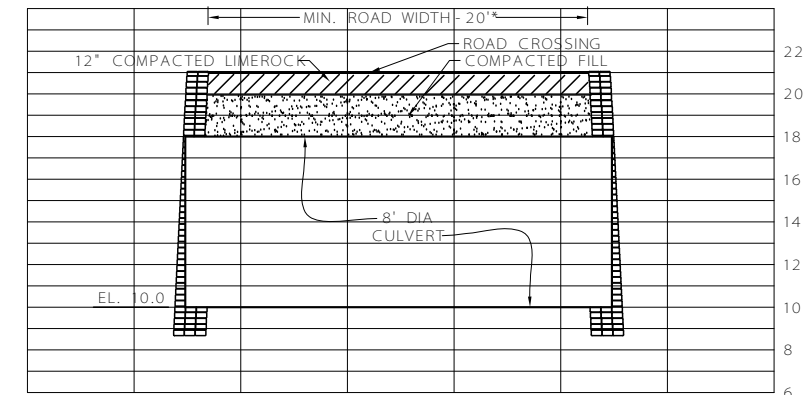 MIN. ROAD WIDTH - 20'*
ROAD CROSSING
12" COMPACTED LIMEROCK
COMPACTED FILL
8' DIA
CULVERT
EL. 10.0
22
20
18
16
14
12
10
8
6